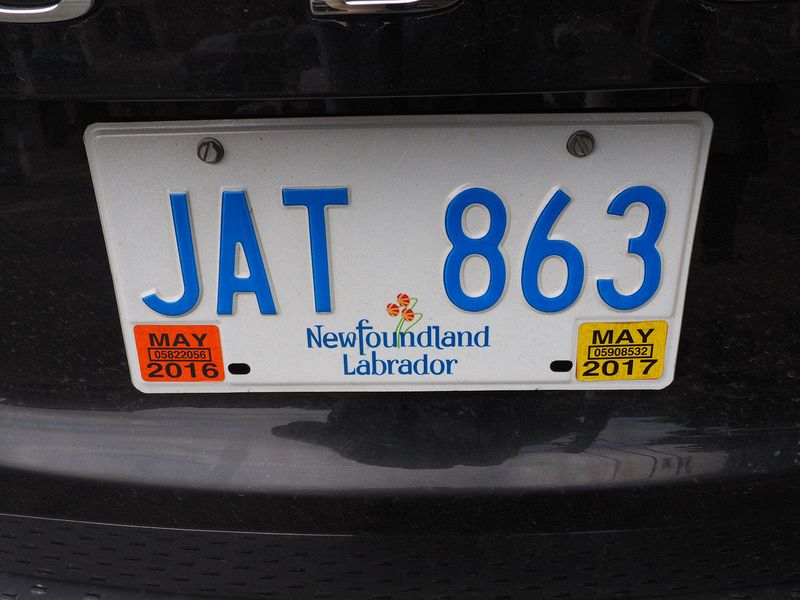 JAT 863
Newfoundland
Labrador
MAY
05822056
2016
MAY
05908532
2017